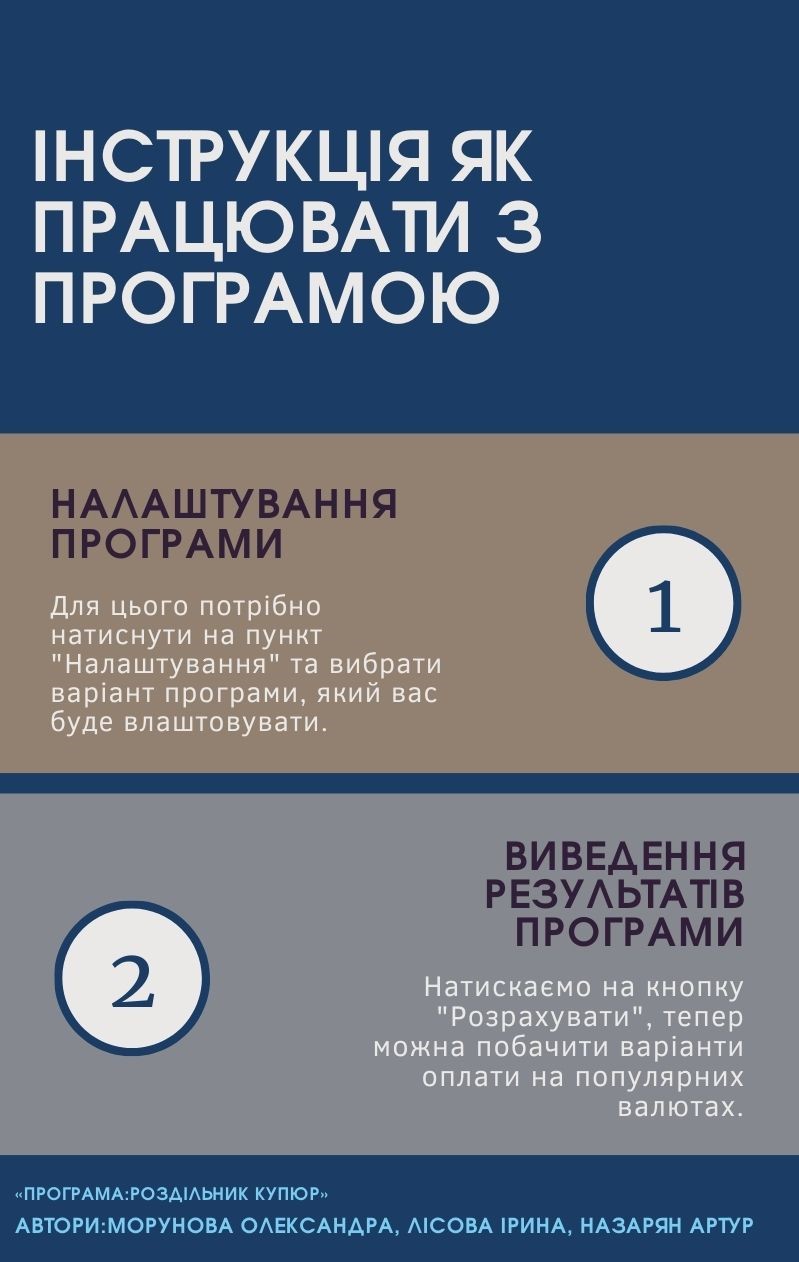 ІНСТРУКЦІЯ ЯК
ПРАЦЮВАТИ З
ПРОГРАМОЮ
НАЛАШТУВАННЯ
ПРОГРАМИ
Для цього потрібно
натиснути на пункт
"Налаштування" та вибрати
варіант програми, який вас
буде влаштовувати.
1
ВИВЕДЕННЯ
РЕЗУЛЬТАТІВ
ПРОГРАМИ
2
Натискаємо на кнопку
"Розрахувати", тепер
можна побачити варіанти
оплати на популярних
валютах.
«ПРОГРАМА:РОЗДІЛЬНИК КУПЮР»
АВТОРИ:МОРУНОВА ОЛЕКСАНДРА, ЛІСОВА ІРИНА, НАЗАРЯН АРТУР